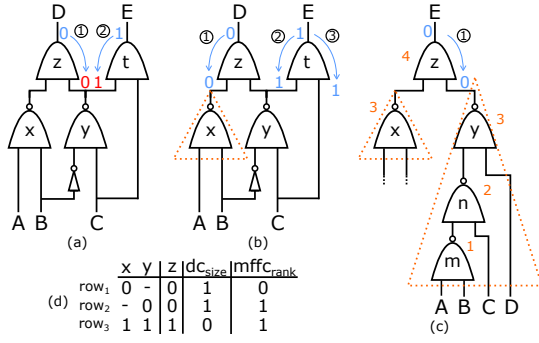 D E E
0 ① ② 1
z t
0 1
x y
A B C
(a)
D E
① 0 ② 1 ③
z t
0 1 1
x y
A B C
(b)
0 ①
4 z
0
3 3
x y
n 2
1
m
A B C D
(c)
x y z dc_size mffc_rank
row₁ 0 - 0 1 0
(d) row₂ - 0 0 1 1
row₃ 1 1 1 0 1